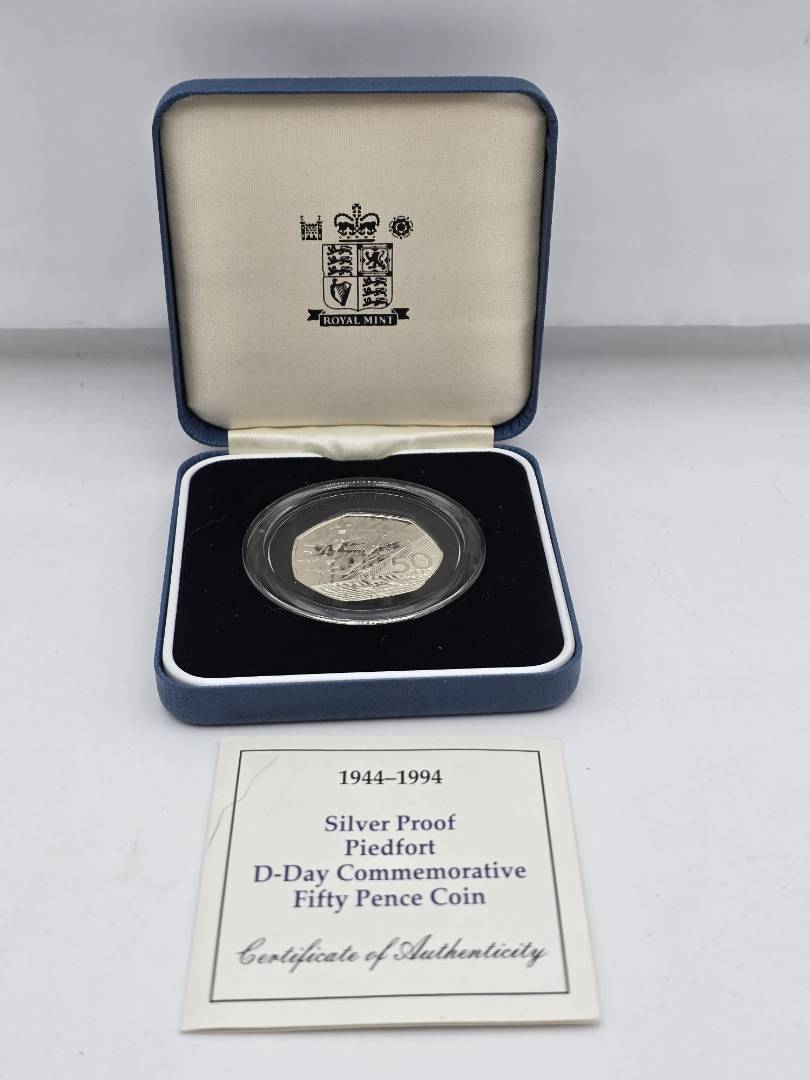 ROYAL MINT
50
1944–1994
Silver Proof
Piedfort
D-Day Commemorative
Fifty Pence Coin
Certificate of Authenticity